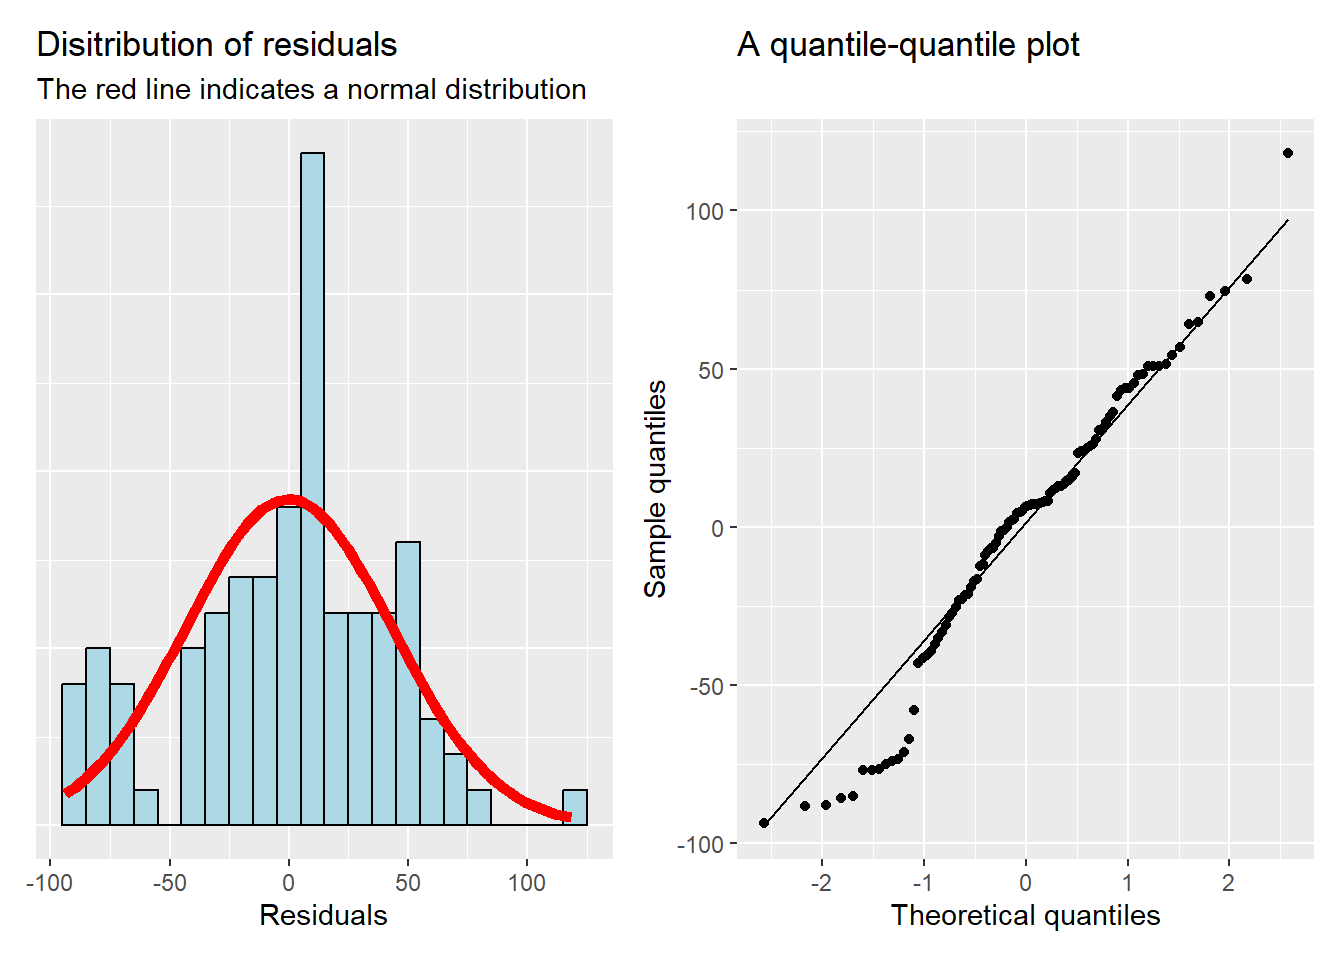 Disitribution of residuals
The red line indicates a normal distribution
-100 -50 0 50 100
Residuals
A quantile-quantile plot
Sample quantiles
100
50
0
-50
-100
-2 -1 0 1 2
Theoretical quantiles